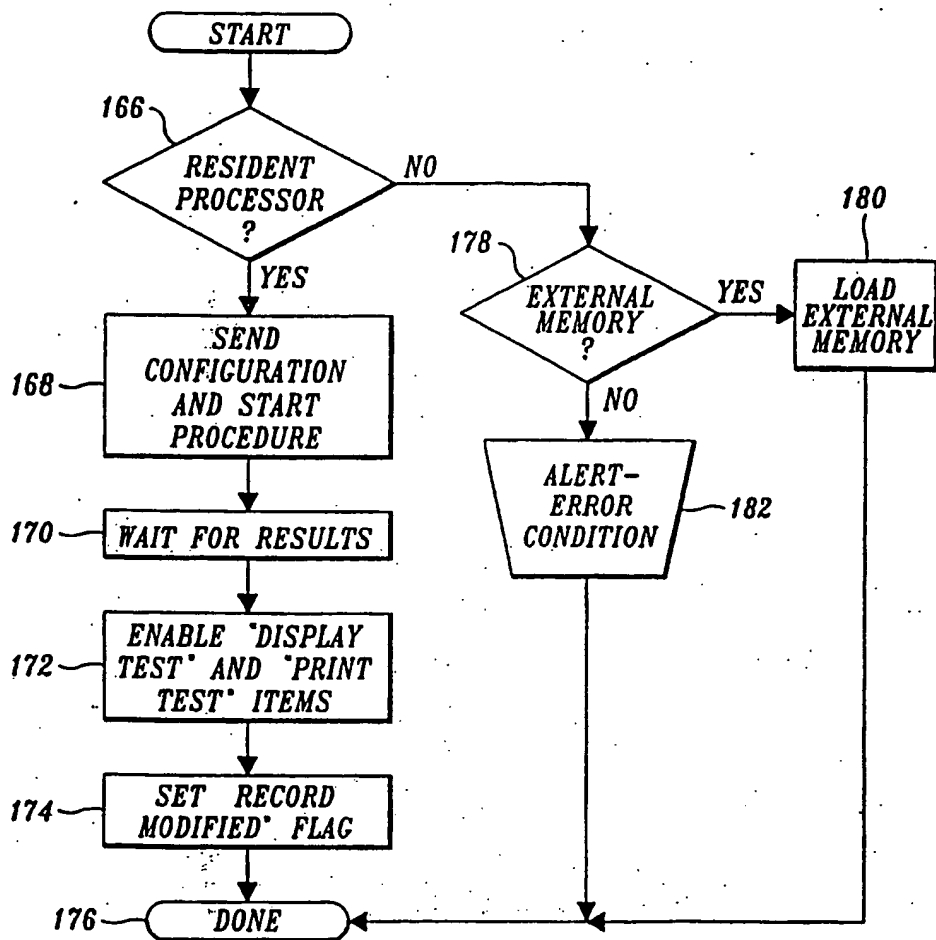 START
166
RESIDENT
PROCESSOR
?
NO
YES
178
EXTERNAL
MEMORY
?
YES
NO
180
LOAD
EXTERNAL
MEMORY
168
SEND
CONFIGURATION
AND START
PROCEDURE
ALERT-
ERROR
CONDITION
182
170
WAIT FOR RESULTS
172
ENABLE "DISPLAY
TEST" AND "PRINT
TEST" ITEMS
174
SET RECORD
MODIFIED" FLAG
176
DONE